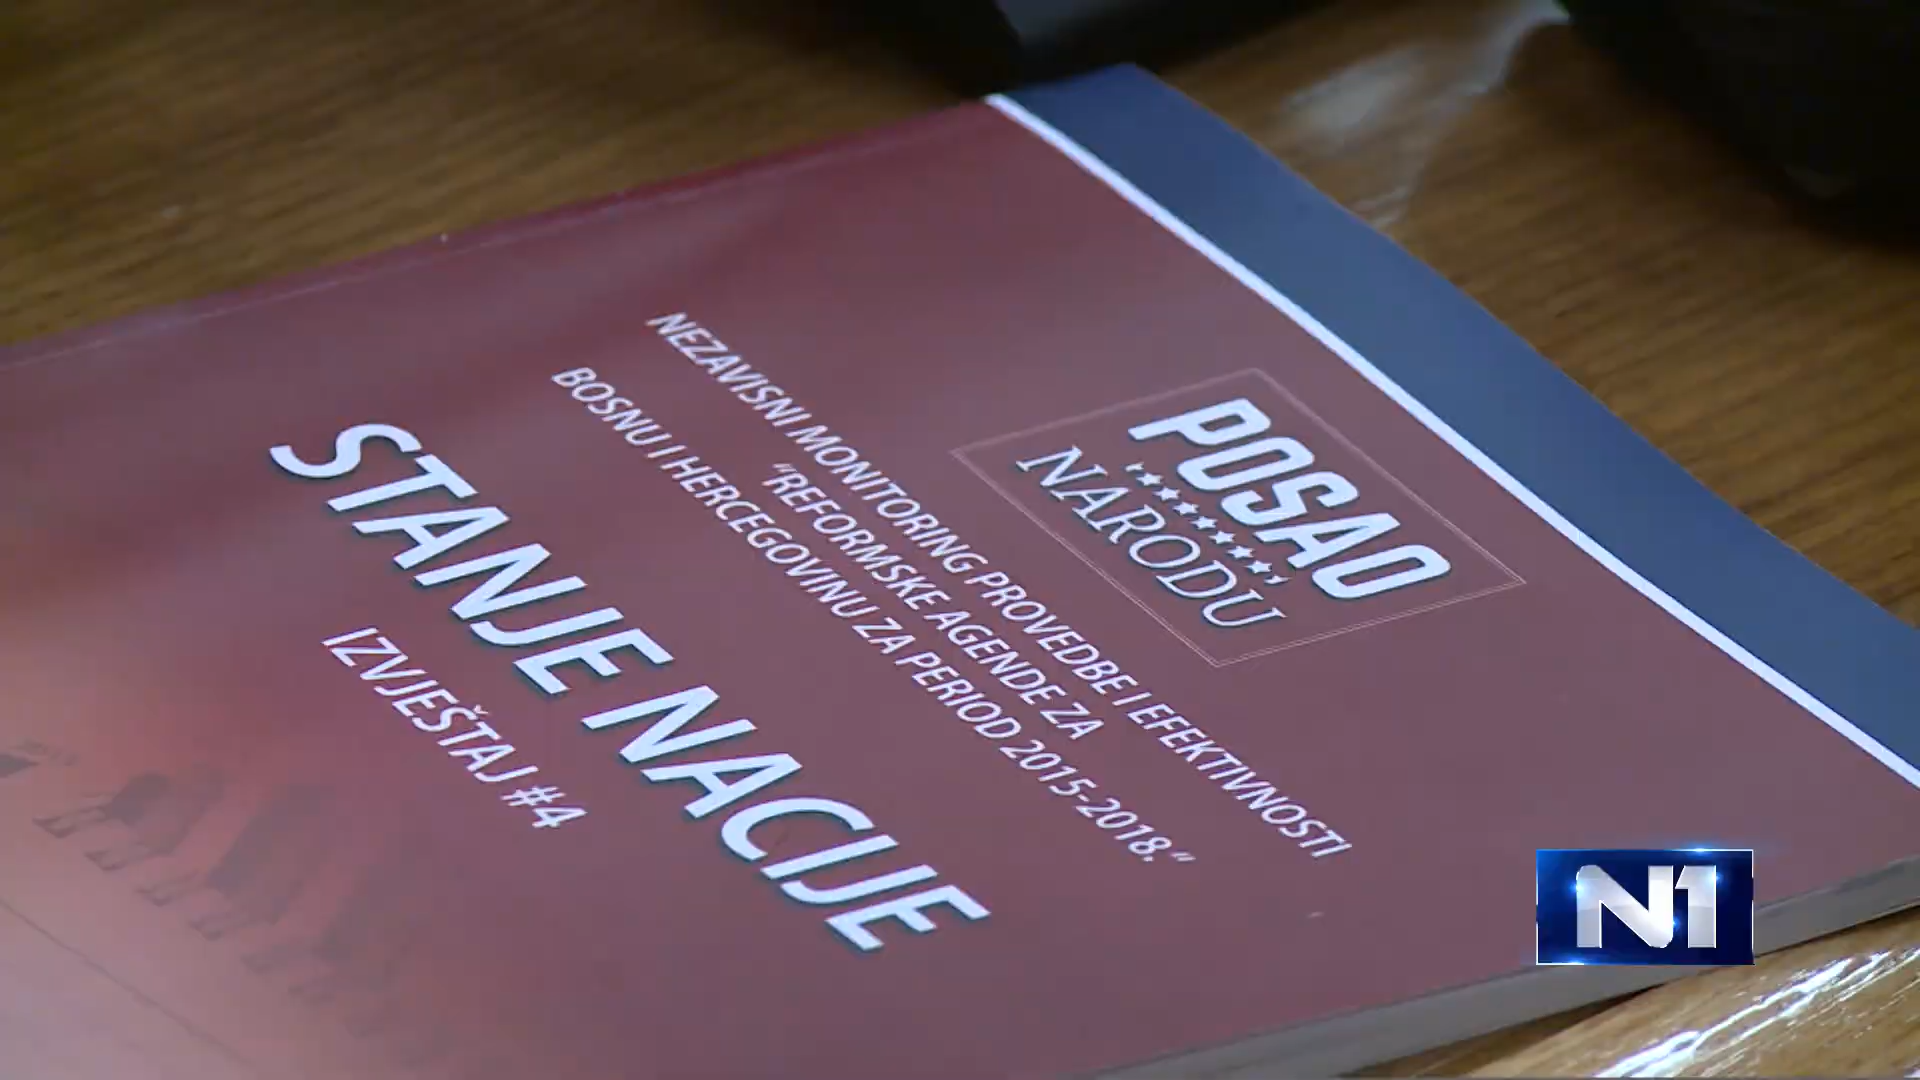 POSAO
NARODU
NEZAVISNI MONITORING PROVEDBE I EFEKTIVNOSTI
"REFORMSKE AGENDE ZA
BOSNU I HERCEGOVINU ZA PERIOD 2015-2018."
STANJE NACIJE
IZVJEŠTAJ #4
N1